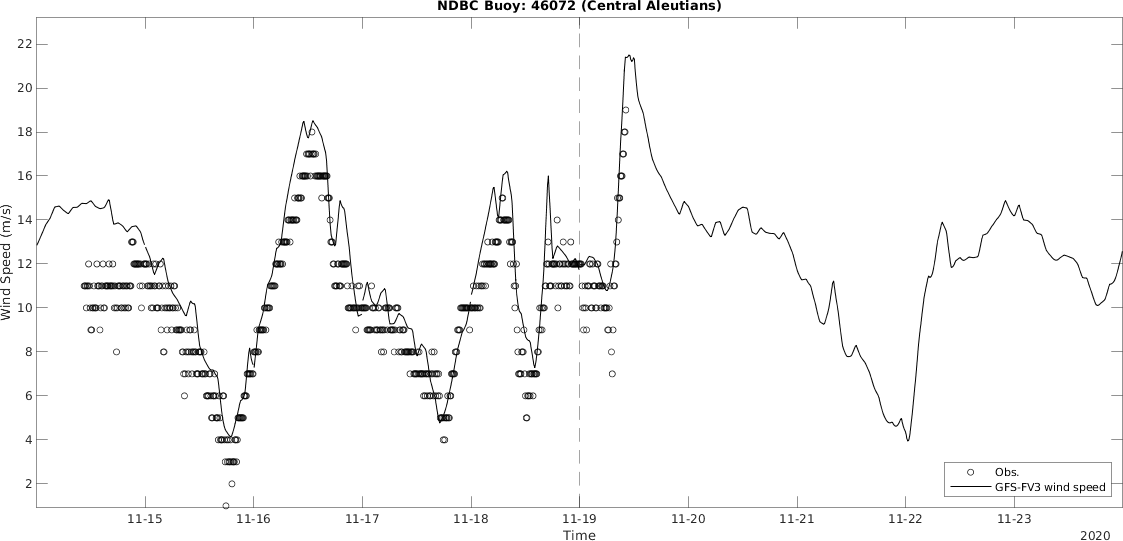 NDBC Buoy: 46072 (Central Aleutians)
Wind Speed (m/s)
22
20
18
16
14
12
10
8
6
4
2
11-15 11-16 11-17 11-18 11-19 11-20 11-21 11-22 11-23
Time
2020
Obs.
GFS-FV3 wind speed